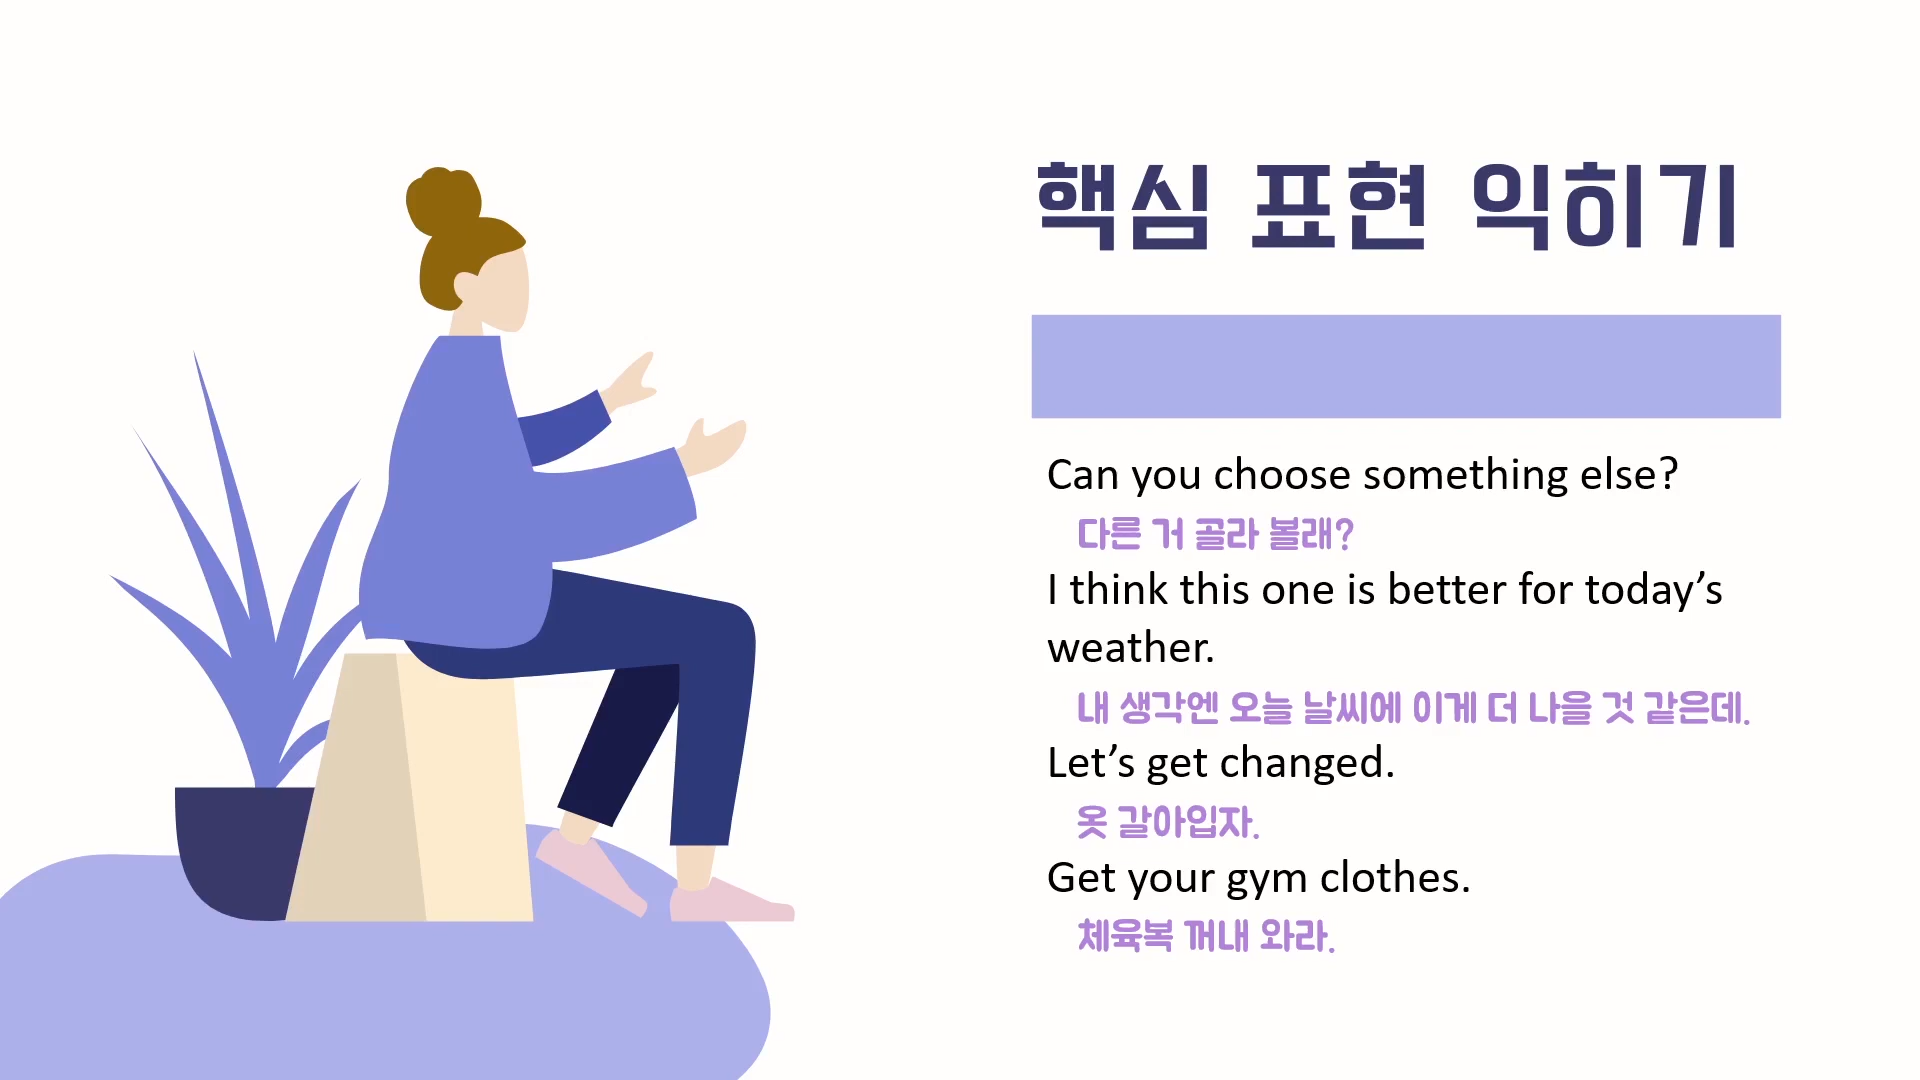 핵심 표현 익히기
Can you choose something else?
다른 거 골라 볼래?
I think this one is better for today’s
weather.
내 생각엔 오늘 날씨에 이게 더 나을 것 같은데.
Let’s get changed.
옷 갈아입자.
Get your gym clothes.
체육복 꺼내 와라.